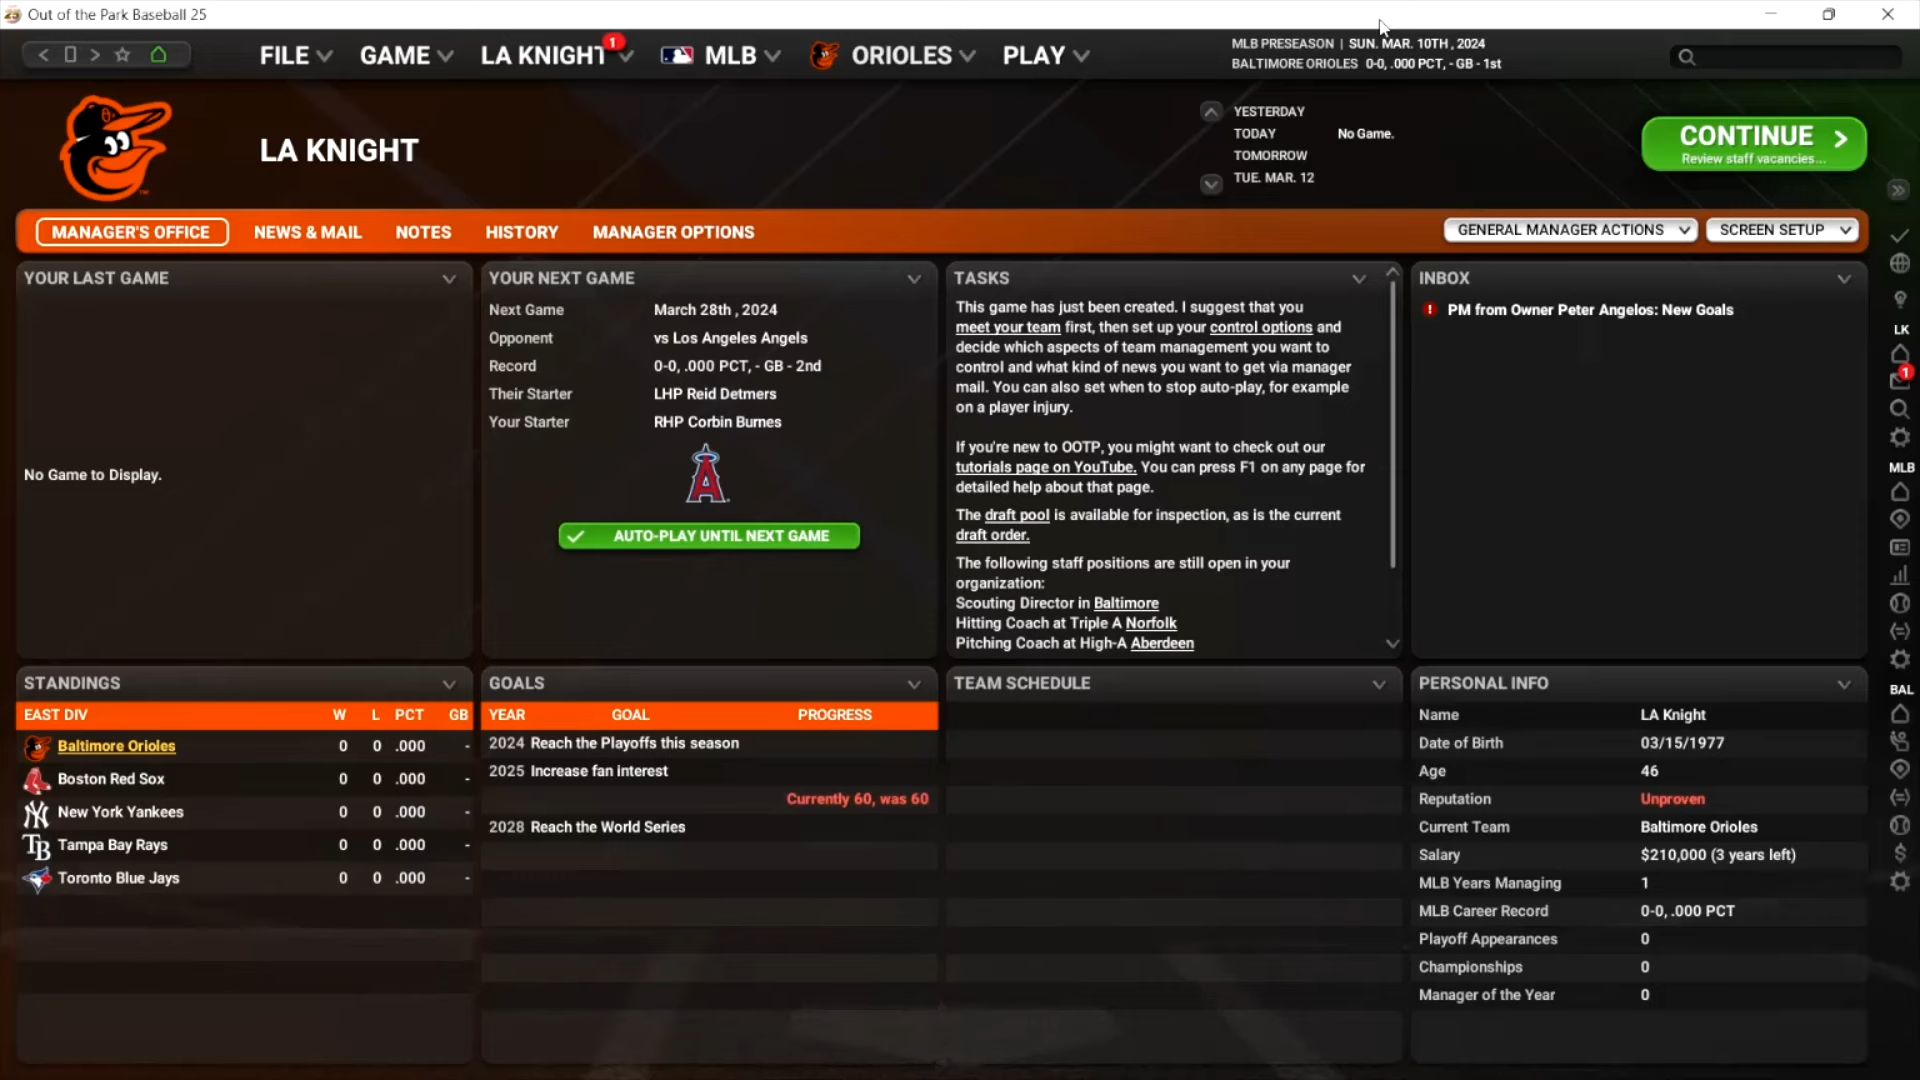 Out of the Park Baseball 25
FILE GAME LA KNIGHT 1 MLB ORIOLES PLAY
MLB PRESEASON | SUN. MAR. 10TH , 2024
BALTIMORE ORIOLES 0-0, .000 PCT, - GB - 1st
LA KNIGHT
YESTERDAY
TODAY No Game.
TOMORROW
TUE. MAR. 12
CONTINUE
Review staff vacancies...
MANAGER'S OFFICE NEWS & MAIL NOTES HISTORY MANAGER OPTIONS
GENERAL MANAGER ACTIONS SCREEN SETUP
YOUR LAST GAME
No Game to Display.
YOUR NEXT GAME
Next Game March 28th , 2024
Opponent vs Los Angeles Angels
Record 0-0, .000 PCT, - GB - 2nd
Their Starter LHP Reid Detmers
Your Starter RHP Corbin Burnes
A
AUTO-PLAY UNTIL NEXT GAME
TASKS
This game has just been created. I suggest that you
meet your team first, then set up your control options and
decide which aspects of team management you want to
control and what kind of news you want to get via manager
mail. You can also set when to stop auto-play, for example
on a player injury.
If you're new to OOTP, you might want to check out our
tutorials page on YouTube. You can press F1 on any page for
detailed help about that page.
The draft pool is available for inspection, as is the current
draft order.
The following staff positions are still open in your
organization:
Scouting Director in Baltimore
Hitting Coach at Triple A Norfolk
Pitching Coach at High-A Aberdeen
INBOX
! PM from Owner Peter Angelos: New Goals
LK
1
MLB
BAL
STANDINGS
EAST DIV W L PCT GB
Baltimore Orioles 0 0 .000 -
Boston Red Sox 0 0 .000 -
NY New York Yankees 0 0 .000 -
TB Tampa Bay Rays 0 0 .000 -
Toronto Blue Jays 0 0 .000 -
GOALS
YEAR GOAL PROGRESS
2024 Reach the Playoffs this season
2025 Increase fan interest
Currently 60, was 60
2028 Reach the World Series
TEAM SCHEDULE
PERSONAL INFO
Name LA Knight
Date of Birth 03/15/1977
Age 46
Reputation Unproven
Current Team Baltimore Orioles
Salary $210,000 (3 years left)
MLB Years Managing 1
MLB Career Record 0-0, .000 PCT
Playoff Appearances 0
Championships 0
Manager of the Year 0